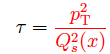 τ = p_T^2 / Q_s^2(x)